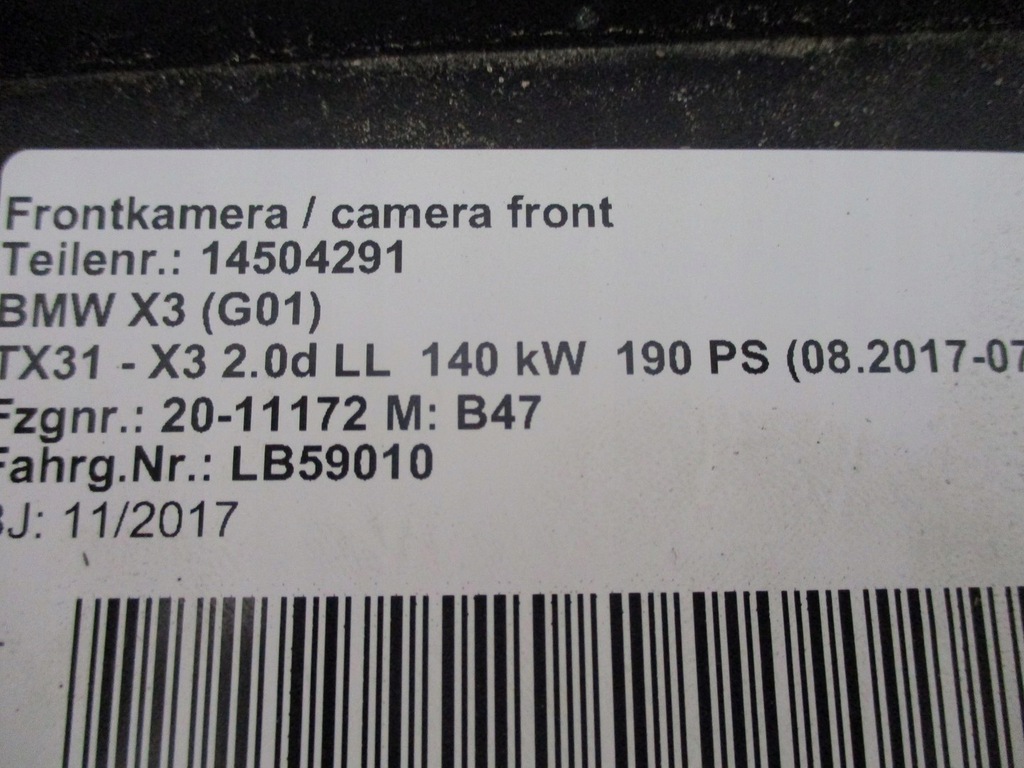 Frontkamera / camera front
Teilenr.: 14504291
BMW X3 (G01)
TX31 - X3 2.0d LL 140 kW 190 PS (08.2017-07
Fzgnr.: 20-11172 M: B47
Fahrg.Nr.: LB59010
BJ: 11/2017